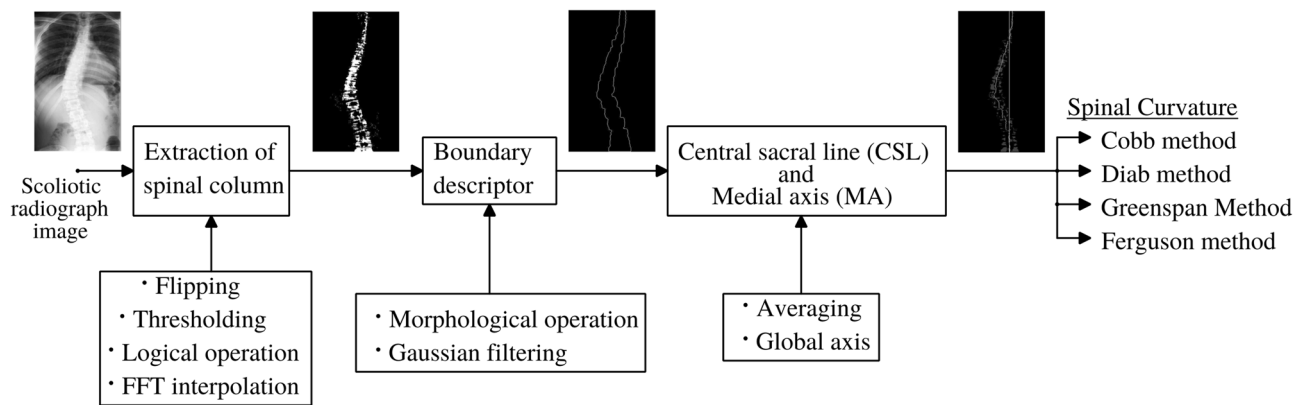 Scoliotic
radiograph
image
Extraction of
spinal column
· Flipping
· Thresholding
· Logical operation
· FFT interpolation
Boundary
descriptor
· Morphological operation
· Gaussian filtering
Central sacral line (CSL)
and
Medial axis (MA)
· Averaging
· Global axis
Spinal Curvature
Cobb method
Diab method
Greenspan Method
Ferguson method